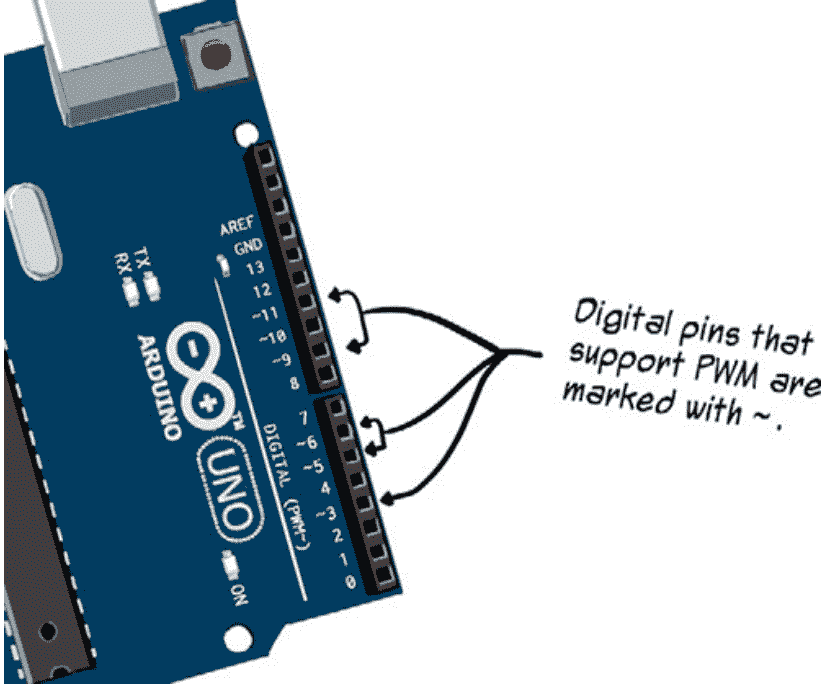 AREF
GND
13
12
~11
~10
~9
8
7
~6
~5
4
~3
2
1
0
TX
RX
ARDUINO
TM
UNO
DIGITAL (PWM~)
ON
Digital pins that
support PWM are
marked with ~.